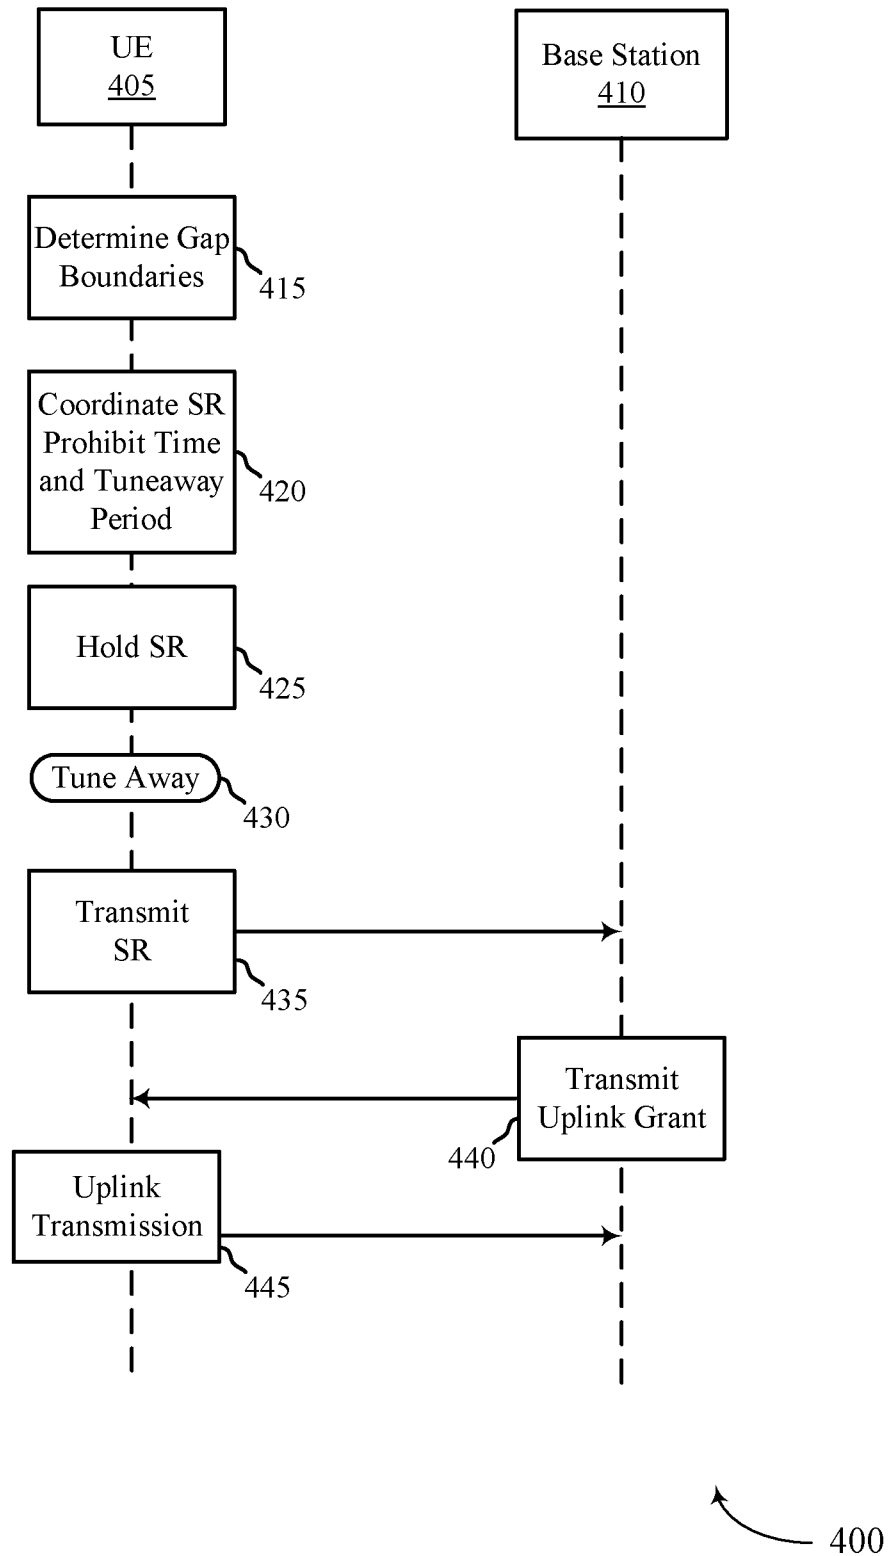 UE
405
Base Station
410
Determine Gap
Boundaries
415
Coordinate SR
Prohibit Time
and Tuneaway
Period
420
Hold SR
425
Tune Away
430
Transmit
SR
435
Transmit
Uplink Grant
440
Uplink
Transmission
445
400